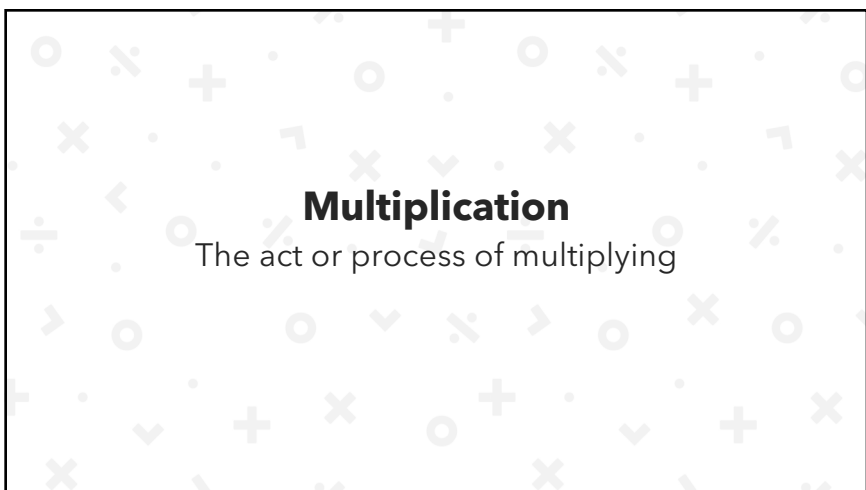 Multiplication
The act or process of multiplying